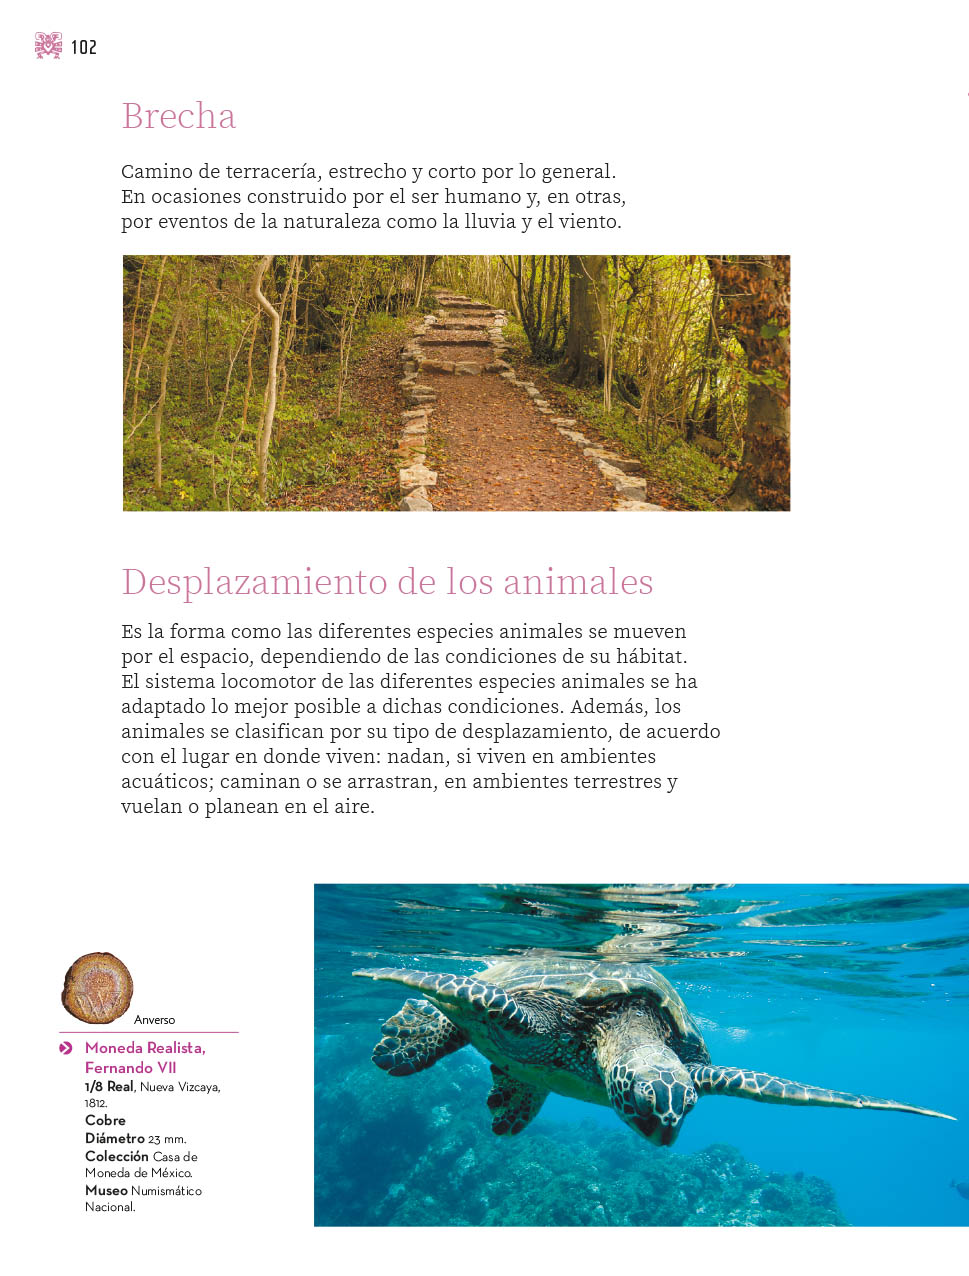 102
Brecha
Camino de terracería, estrecho y corto por lo general.
En ocasiones construido por el ser humano y, en otras,
por eventos de la naturaleza como la lluvia y el viento.
Desplazamiento de los animales
Es la forma como las diferentes especies animales se mueven
por el espacio, dependiendo de las condiciones de su hábitat.
El sistema locomotor de las diferentes especies animales se ha
adaptado lo mejor posible a dichas condiciones. Además, los
animales se clasifican por su tipo de desplazamiento, de acuerdo
con el lugar en donde viven: nadan, si viven en ambientes
acuáticos; caminan o se arrastran, en ambientes terrestres y
vuelan o planean en el aire.
Anverso
Moneda Realista,
Fernando VII
1/8 Real, Nueva Vizcaya,
1812.
Cobre
Diámetro 23 mm.
Colección Casa de
Moneda de México.
Museo Numismático
Nacional.